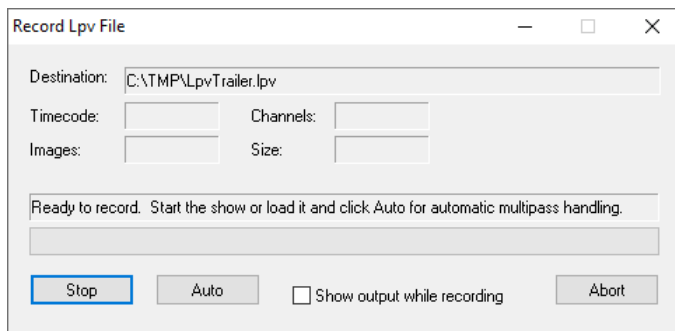 Record Lpv File
Destination: C:\TMP\LpvTrailer.lpv
Timecode: Channels:
Images: Size:
Ready to record. Start the show or load it and click Auto for automatic multipass handling.
Stop Auto Show output while recording Abort